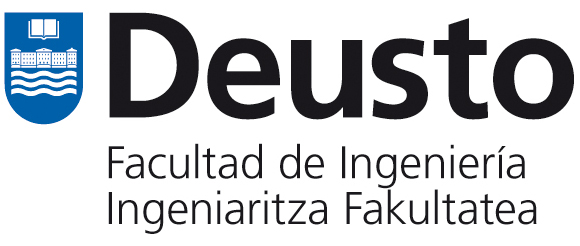 Deusto
Facultad de Ingeniería
Ingeniaritza Fakultatea